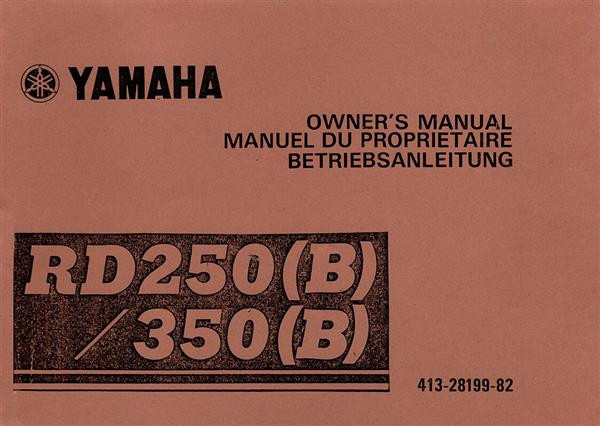 YAMAHA
OWNER'S MANUAL
MANUEL DU PROPRIETAIRE
BETRIEBSANLEITUNG
RD250(B)
/350(B)
413-28199-82